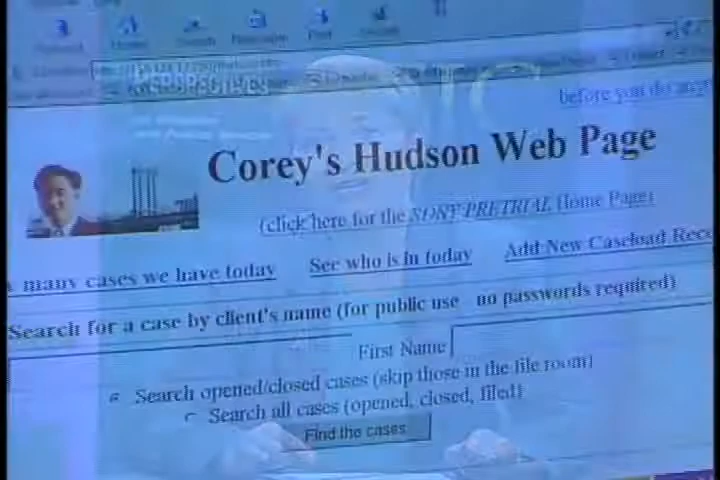 PERSPECTIVES
before you do
Corey's Hudson Web Page
(click here for the SONY PRETRIAL Home Page)
many cases we have today See who is in today Add New Caseload
Search for a case by client's name (for public use no passwords required)
First Name
Search opened/closed cases (skip those in the file room)
Search all cases (opened, closed, filed)
Find the cases